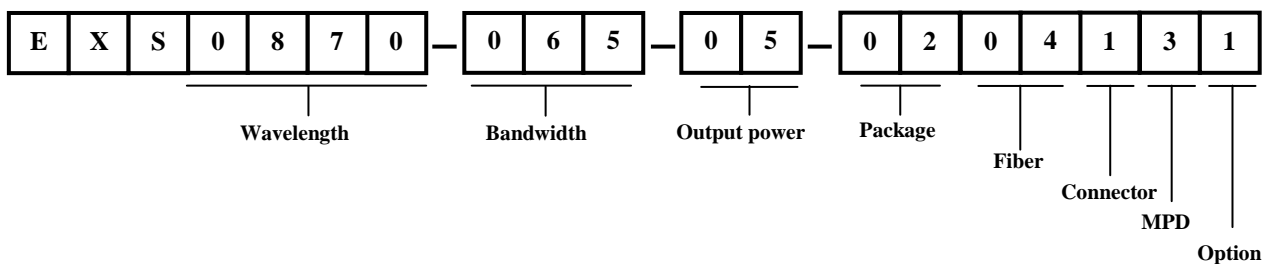 E X S 0 8 7 0 – 0 6 5 – 0 5 – 0 2 0 4 1 3 1
Wavelength Bandwidth Output power Package
Fiber
Connector
MPD
Option